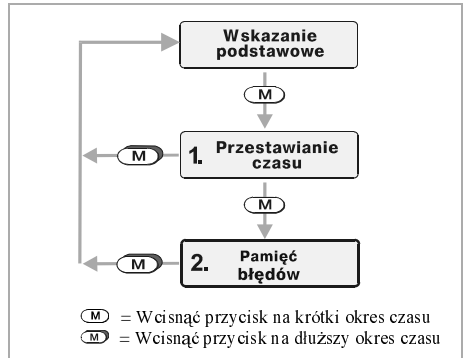 Wskazanie
podstawowe
M
1. Przestawianie
czasu
M
M
2. Pamięć
błędów
M
M = Wcisnąć przycisk na krótki okres czasu
M = Wcisnąć przycisk na dłuższy okres czasu